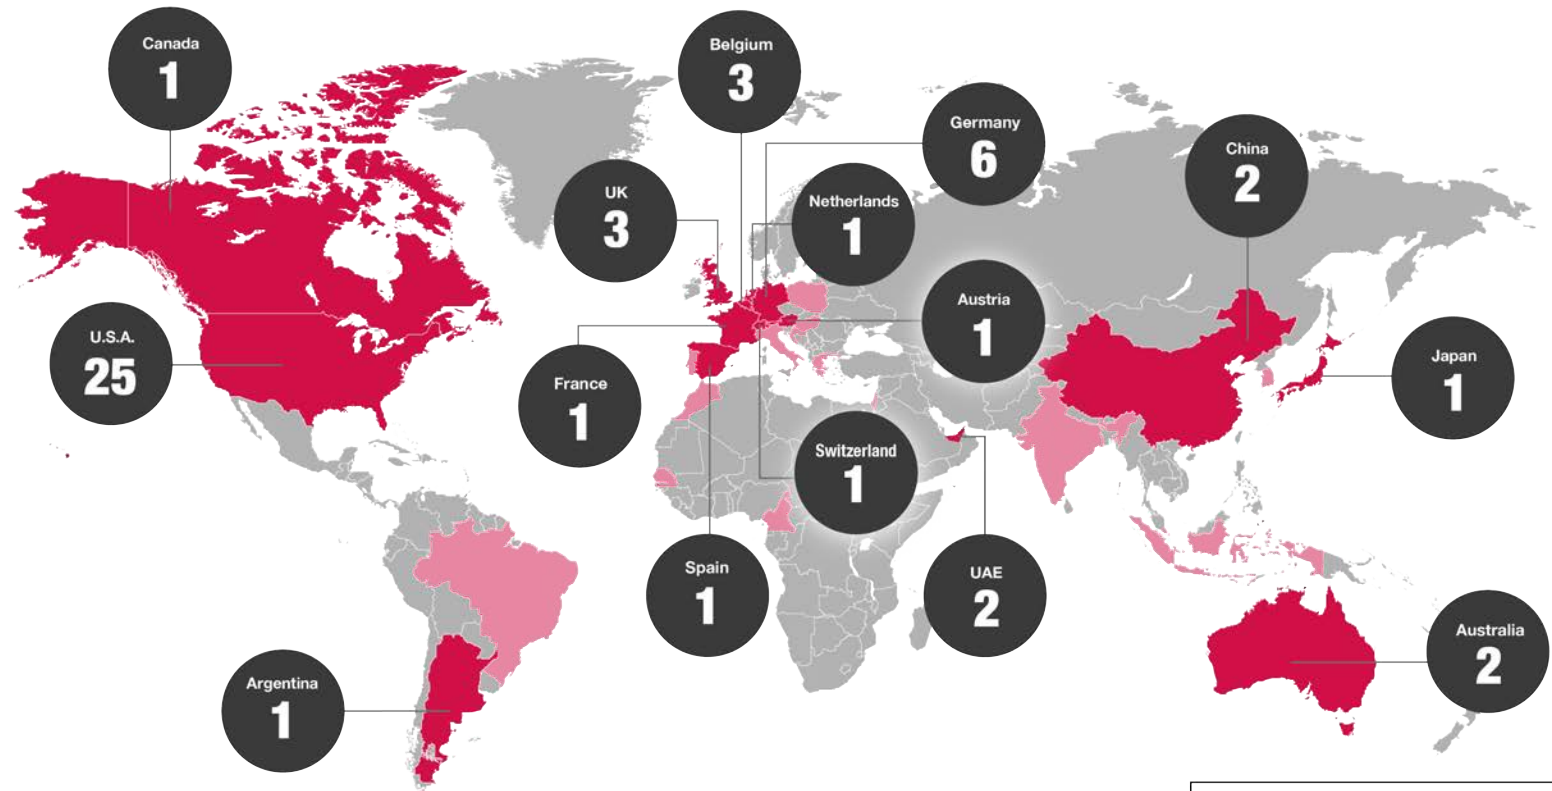 Canada
1
Belgium
3
Germany
6
China
2
UK
3
Netherlands
1
Austria
1
U.S.A.
25
France
1
Japan
1
Switzerland
1
Spain
1
UAE
2
Australia
2
Argentina
1